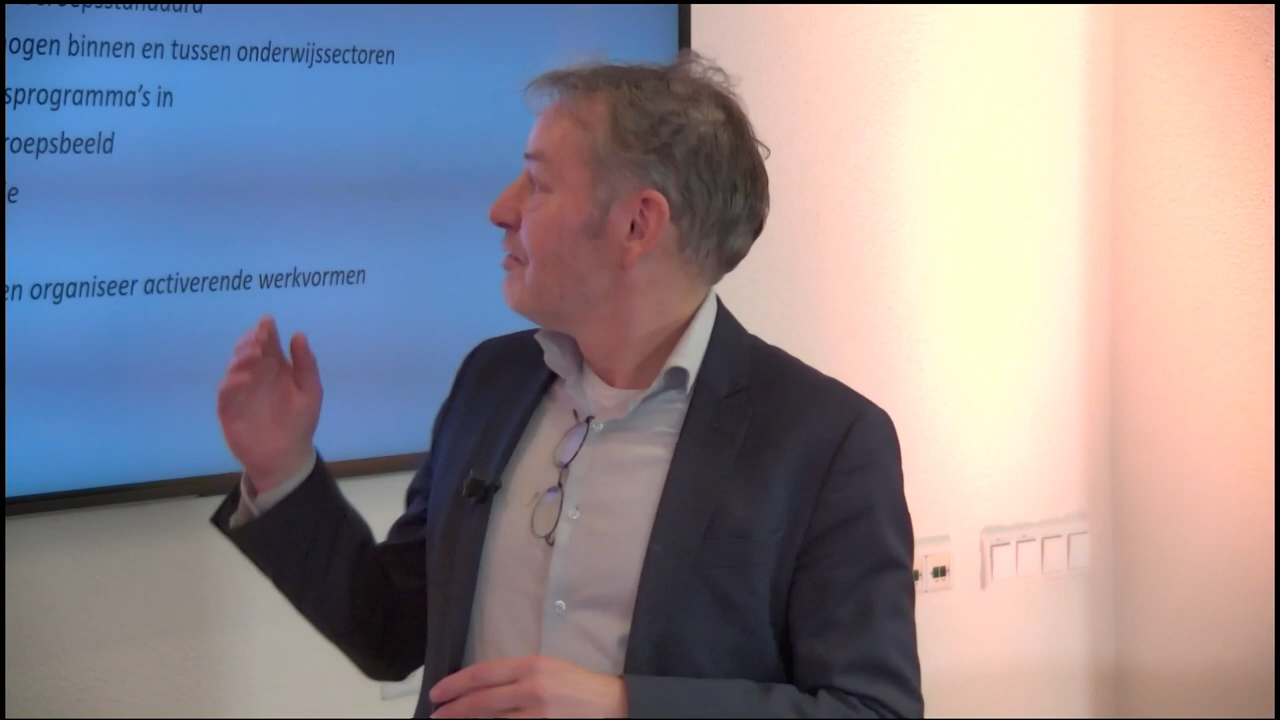 ogen binnen en tussen onderwijssectoren
sprogramma's in
roepsbeeld
e
en organiseer activerende werkvormen